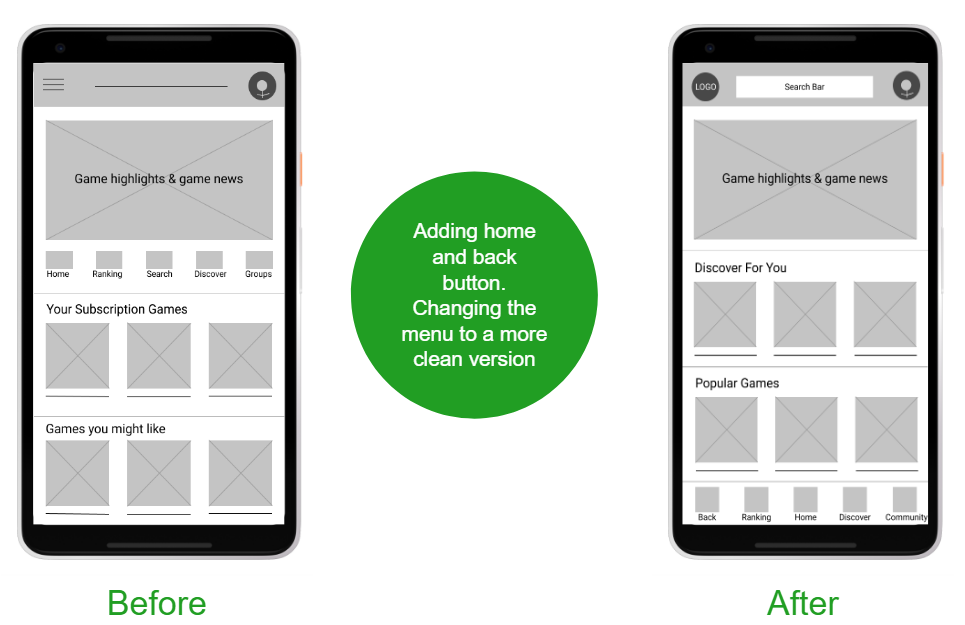 Game highlights & game news
Home Ranking Search Discover Groups
Your Subscription Games
Games you might like
Before
Adding home
and back
button.
Changing the
menu to a more
clean version
LOGO Search Bar
Game highlights & game news
Discover For You
Popular Games
Back Ranking Home Discover Community
After